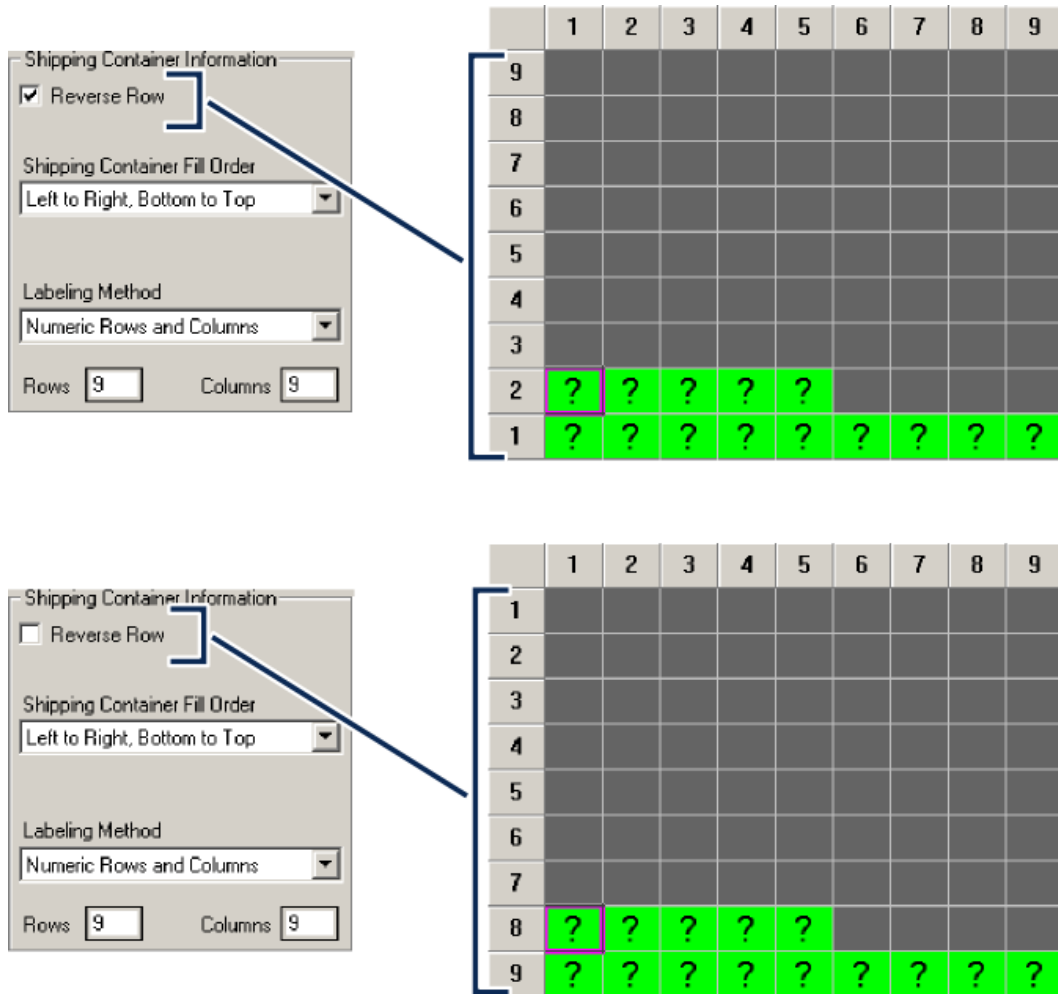 1 2 3 4 5 6 7 8 9
Shipping Container Information
Reverse Row
Shipping Container Fill Order
Left to Right, Bottom to Top
Labeling Method
Numeric Rows and Columns
Rows 9 Columns 9
9
8
7
6
5
4
3
2 ? ? ? ? ?
1 ? ? ? ? ? ? ? ? ?
1 2 3 4 5 6 7 8 9
Shipping Container Information
Reverse Row
Shipping Container Fill Order
Left to Right, Bottom to Top
Labeling Method
Numeric Rows and Columns
Rows 9 Columns 9
1
2
3
4
5
6
7
8 ? ? ? ? ?
9 ? ? ? ? ? ? ? ? ?